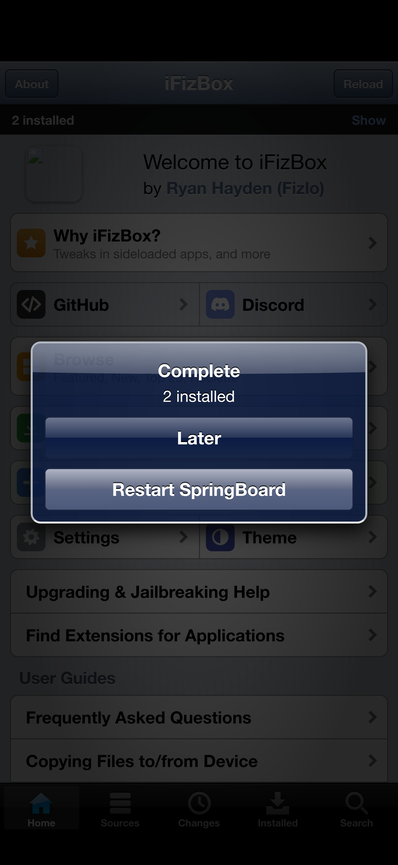 About
iFizBox
Reload
2 installed
Show
Welcome to iFizBox
by Ryan Hayden (Fizlo)
Why iFizBox?
Tweaks in sideloaded apps, and more
GitHub
Discord
Browse
Complete
2 installed
Later
Restart SpringBoard
Settings
Theme
Upgrading & Jailbreaking Help
Find Extensions for Applications
User Guides
Frequently Asked Questions
Copying Files to/from Device
Home
Sources
Changes
Installed
Search